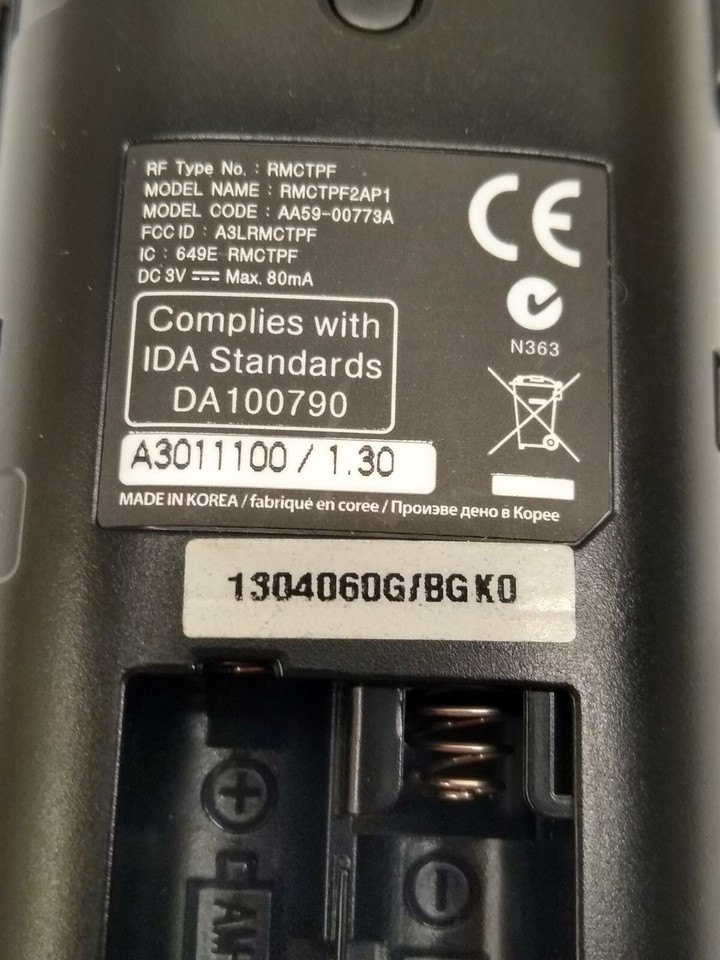 RF Type No. : RMCTPF
MODEL NAME : RMCTPF2AP1
MODEL CODE : AA59-00773A
FCC ID : A3LRMCTPF
IC : 649E-RMCTPF
DC 3V ⎓ Max. 80mA
CE
N363
Complies with
IDA Standards
DA100790
A3011100 / 1.30
MADE IN KOREA / fabriqué en coree / Произве дено в Корее
1304060G/BG K0
+
-